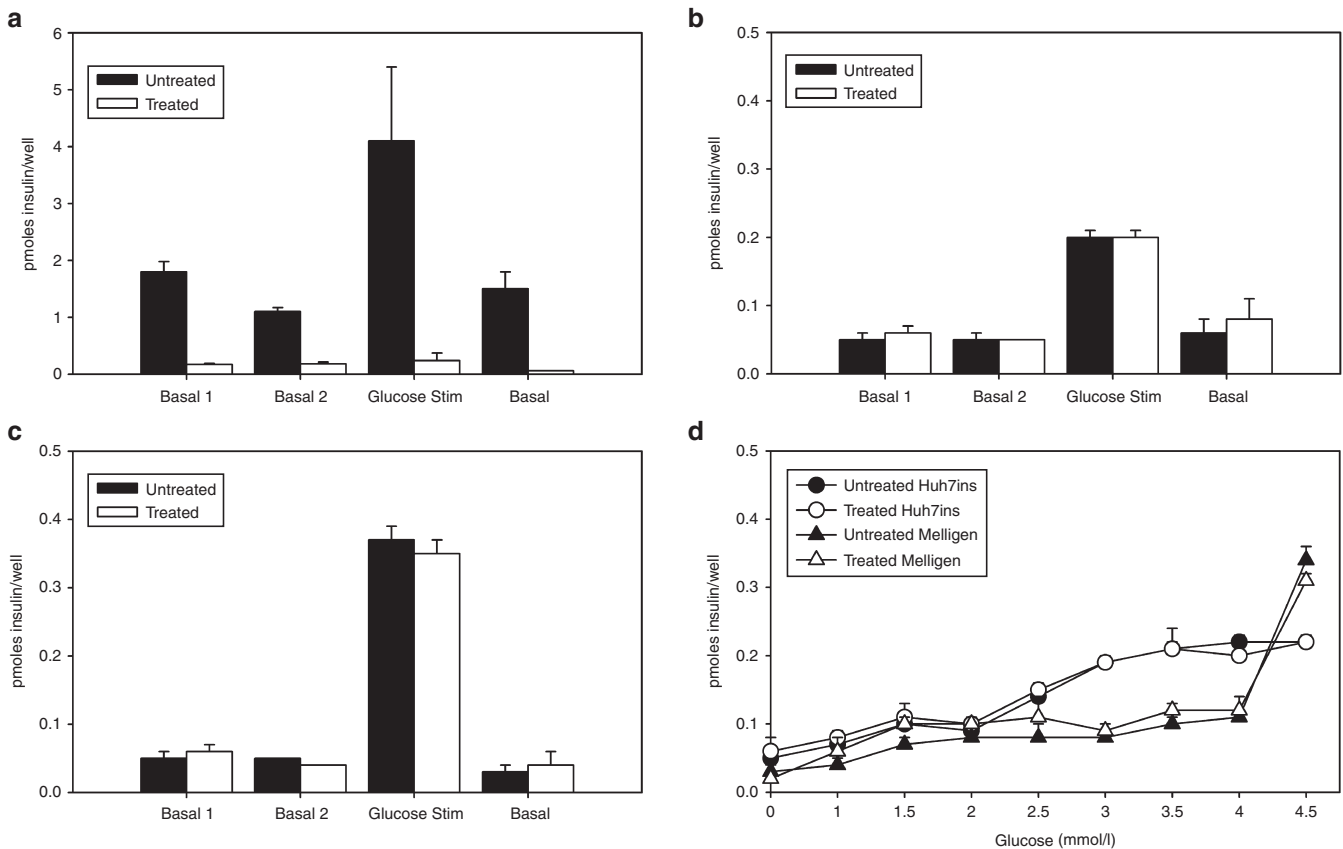 a
6
5
4
3
2
1
0
pmoles insulin/well
Untreated
Treated
Basal 1
Basal 2
Glucose Stim
Basal
b
0.5
0.4
0.3
0.2
0.1
0.0
pmoles insulin/well
Untreated
Treated
Basal 1
Basal 2
Glucose Stim
Basal
c
0.5
0.4
0.3
0.2
0.1
0.0
pmoles insulin/well
Untreated
Treated
Basal 1
Basal 2
Glucose Stim
Basal
d
0.5
0.4
0.3
0.2
0.1
0.0
pmoles insulin/well
Untreated Huh7ins
Treated Huh7ins
Untreated Melligen
Treated Melligen
0 1 1.5 2 2.5 3 3.5 4 4.5
Glucose (mmol/l)